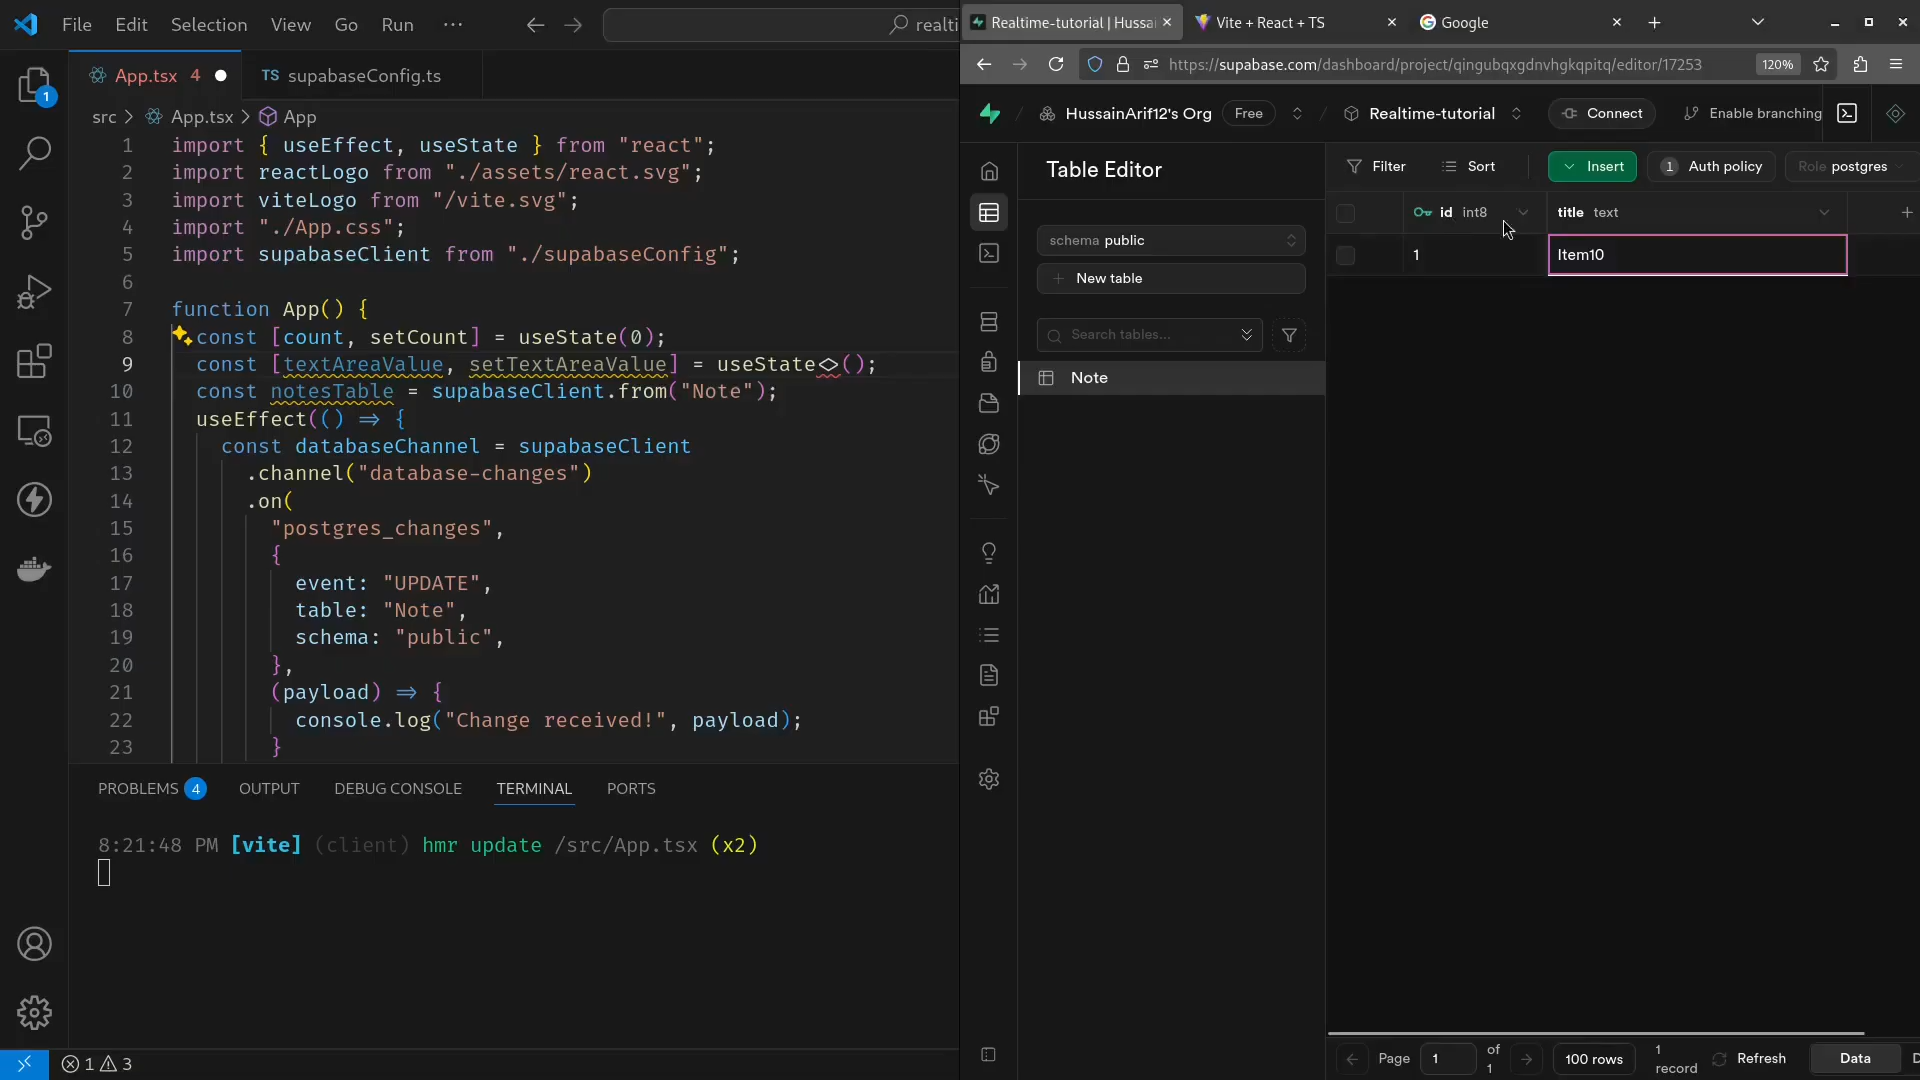 File Edit Selection View Go Run ···
realti
App.tsx 4
TS supabaseConfig.ts
src > App.tsx > App
1 import { useEffect, useState } from "react";
2 import reactLogo from "./assets/react.svg";
3 import viteLogo from "/vite.svg";
4 import "./App.css";
5 import supabaseClient from "./supabaseConfig";
6
7 function App() {
8 const [count, setCount] = useState(0);
9 const [textAreaValue, setTextAreaValue] = useState<>();
10 const notesTable = supabaseClient.from("Note");
11 useEffect(() => {
12 const databaseChannel = supabaseClient
13 .channel("database-changes")
14 .on(
15 "postgres_changes",
16 {
17 event: "UPDATE",
18 table: "Note",
19 schema: "public",
20 },
21 (payload) => {
22 console.log("Change received!", payload);
23 }
1
PROBLEMS 4 OUTPUT DEBUG CONSOLE TERMINAL PORTS
8:21:48 PM [vite] (client) hmr update /src/App.tsx (x2)
1 3
Realtime-tutorial | Hussai
Vite + React + TS
Google
https://supabase.com/dashboard/project/qingubqxgdnvhgkqpitq/editor/17253
120%
HussainArif12's Org Free
Realtime-tutorial
Connect
Enable branching
Table Editor
schema public
New table
Search tables...
Note
Filter
Sort
Insert
1 Auth policy
Role postgres
id int8
title text
1
Item10
Page 1 of 1
100 rows
1 record
Refresh
Data